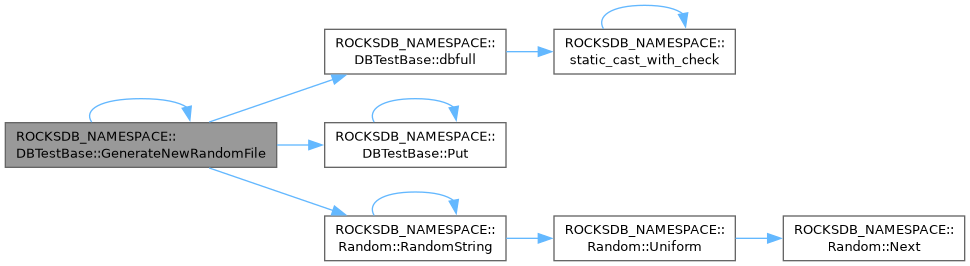 ROCKSDB_NAMESPACE::
DBTestBase::GenerateNewRandomFile
ROCKSDB_NAMESPACE::
DBTestBase::dbfull
ROCKSDB_NAMESPACE::
static_cast_with_check
ROCKSDB_NAMESPACE::
DBTestBase::Put
ROCKSDB_NAMESPACE::
Random::RandomString
ROCKSDB_NAMESPACE::
Random::Uniform
ROCKSDB_NAMESPACE::
Random::Next